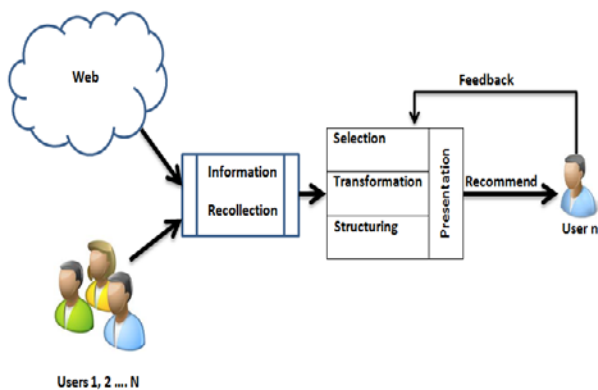 Web
Feedback
Information
Recollection
Selection
Transformation
Structuring
Presentation
Recommend
User n
Users 1, 2 .... N